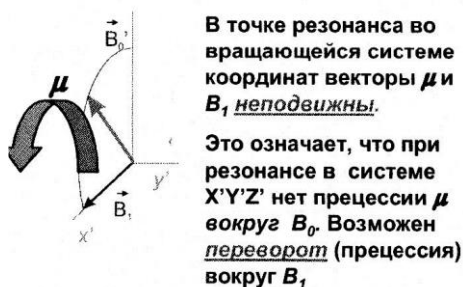 B₀'
μ
y'
B₁
x'
В точке резонанса во
вращающейся системе
координат векторы μ и
B₁ неподвижны.
Это означает, что при
резонансе в системе
X'Y'Z' нет прецессии μ
вокруг B₀. Возможен
переворот (прецессия)
вокруг B₁